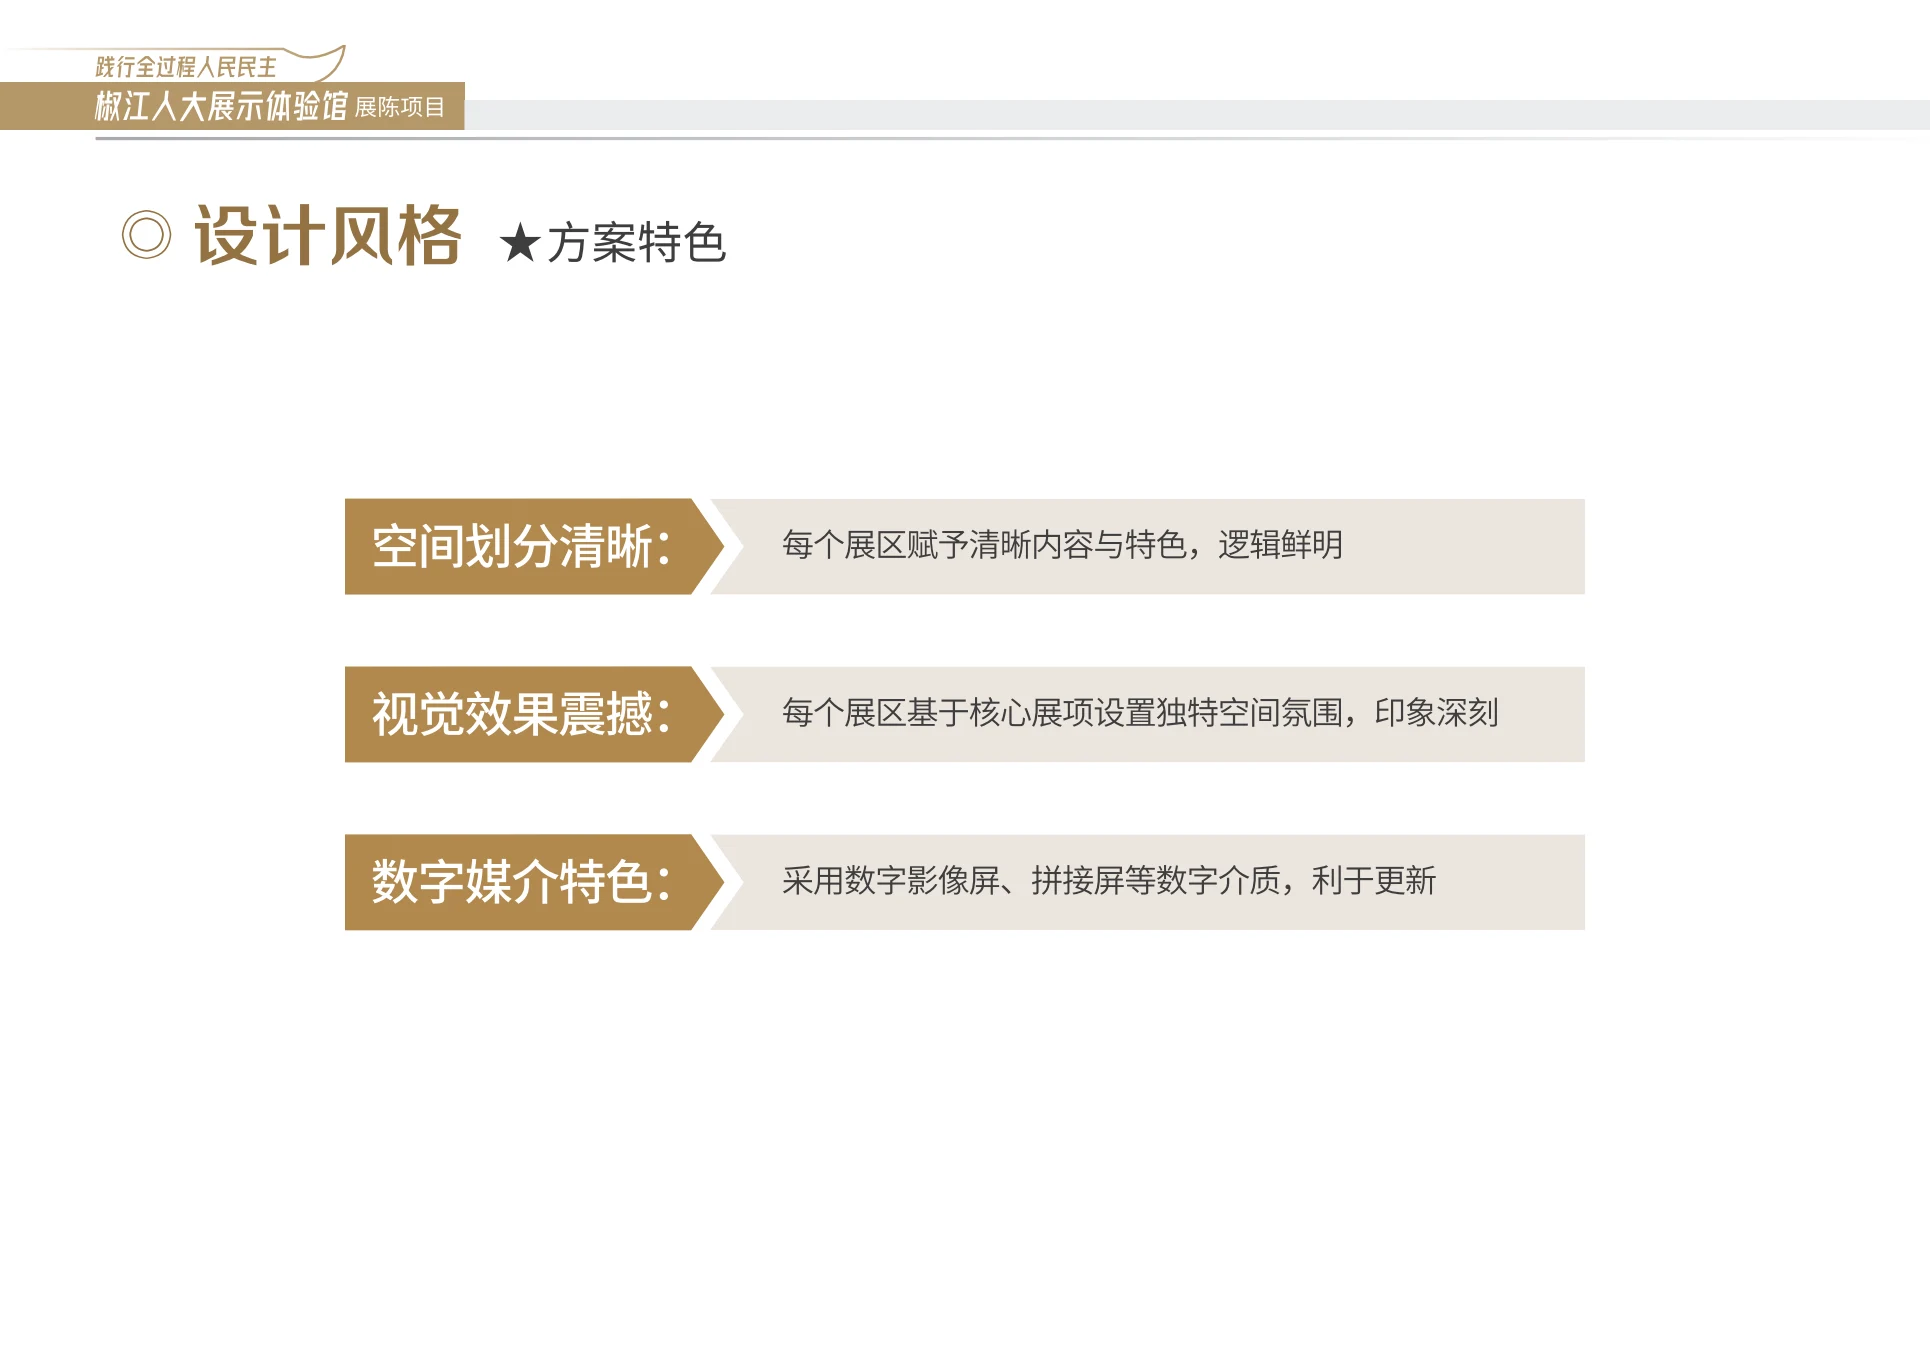 践行全过程人民民主
椒江人大展示体验馆 展陈项目
◎ 设计风格 ★方案特色
空间划分清晰： 每个展区赋予清晰内容与特色，逻辑鲜明
视觉效果震撼： 每个展区基于核心展项设置独特空间氛围，印象深刻
数字媒介特色： 采用数字影像屏、拼接屏等数字介质，利于更新